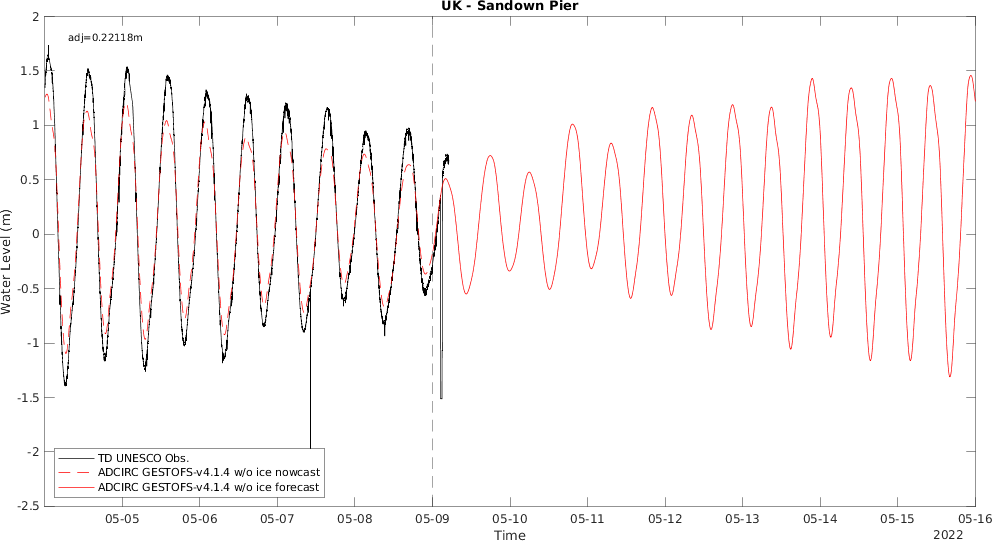 UK - Sandown Pier
adj=0.22118m
2
1.5
1
0.5
0
-0.5
-1
-1.5
-2
-2.5
Water Level (m)
TD UNESCO Obs.
ADCIRC GESTOFS-v4.1.4 w/o ice nowcast
ADCIRC GESTOFS-v4.1.4 w/o ice forecast
05-05 05-06 05-07 05-08 05-09 05-10 05-11 05-12 05-13 05-14 05-15 05-16
Time
2022